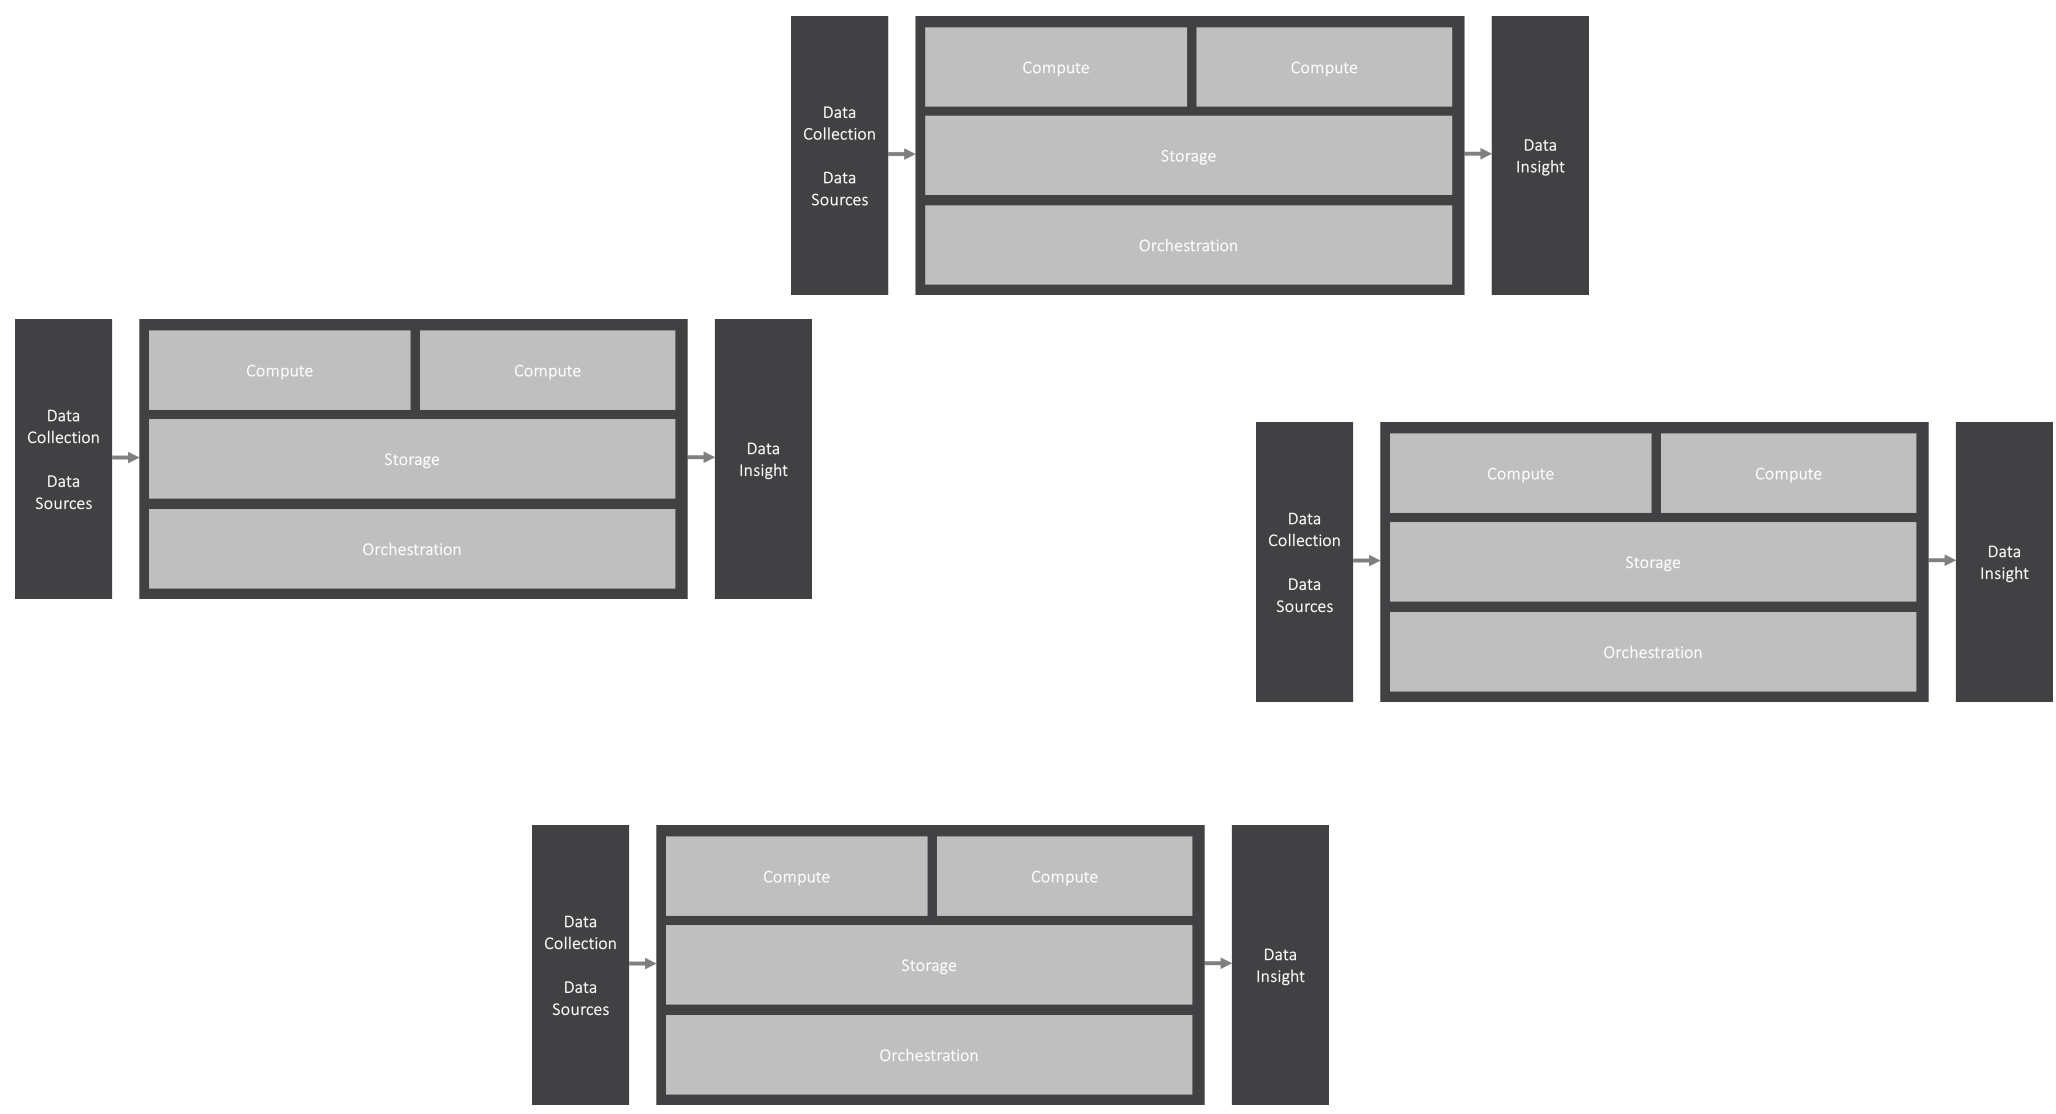 Data
Collection
Data
Sources
Compute
Compute
Storage
Orchestration
Data
Insight
Data
Collection
Data
Sources
Compute
Compute
Storage
Orchestration
Data
Insight
Data
Collection
Data
Sources
Compute
Compute
Storage
Orchestration
Data
Insight
Data
Collection
Data
Sources
Compute
Compute
Storage
Orchestration
Data
Insight